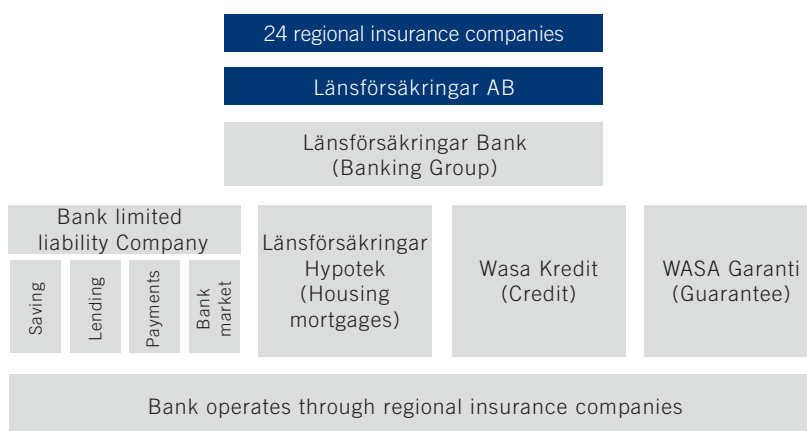 24 regional insurance companies
Länsförsäkringar AB
Länsförsäkringar Bank
(Banking Group)
Bank limited
liability Company
Saving
Lending
Payments
Bank
market
Länsförsäkringar
Hypotek
(Housing
mortgages)
Wasa Kredit
(Credit)
WASA Garanti
(Guarantee)
Bank operates through regional insurance companies